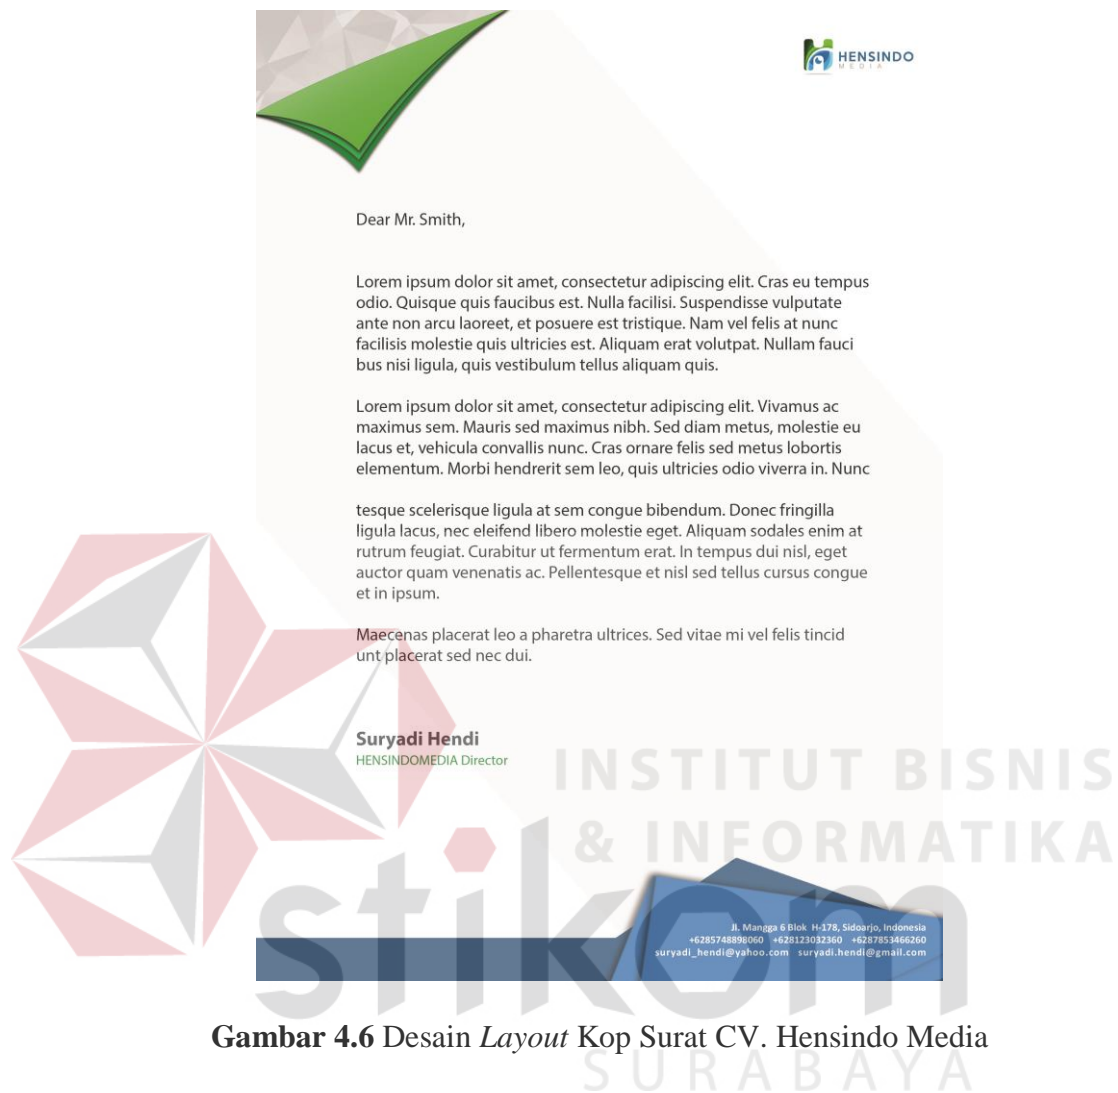 HENSINDO
MEDIA
Dear Mr. Smith,
Lorem ipsum dolor sit amet, consectetur adipiscing elit. Cras eu tempus
odio. Quisque quis faucibus est. Nulla facilisi. Suspendisse vulputate
ante non arcu laoreet, et posuere est tristique. Nam vel felis at nunc
facilisis molestie quis ultricies est. Aliquam erat volutpat. Nullam fauci
bus nisi ligula, quis vestibulum tellus aliquam quis.
Lorem ipsum dolor sit amet, consectetur adipiscing elit. Vivamus ac
maximus sem. Mauris sed maximus nibh. Sed diam metus, molestie eu
lacus et, vehicula convallis nunc. Cras ornare felis sed metus lobortis
elementum. Morbi hendrerit sem leo, quis ultricies odio viverra in. Nunc
tesque scelerisque ligula at sem congue bibendum. Donec fringilla
ligula lacus, nec eleifend libero molestie eget. Aliquam sodales enim at
rutrum feugiat. Curabitur ut fermentum erat. In tempus dui nisl, eget
auctor quam venenatis ac. Pellentesque et nisl sed tellus cursus congue
et in ipsum.
Maecenas placerat leo a pharetra ultrices. Sed vitae mi vel felis tincid
unt placerat sed nec dui.
Suryadi Hendi
HENSINDOMEDIA Director
INSTITUT BISNIS
& INFORMATIKA
stikom
Jl. Mangga 6 Blok H-178, Sidoarjo, Indonesia
+6285748898060 +628123032360 +6287853466260
suryadi_hendi@yahoo.com suryadi.hendi@gmail.com
Gambar 4.6 Desain Layout Kop Surat CV. Hensindo Media
SURABAYA